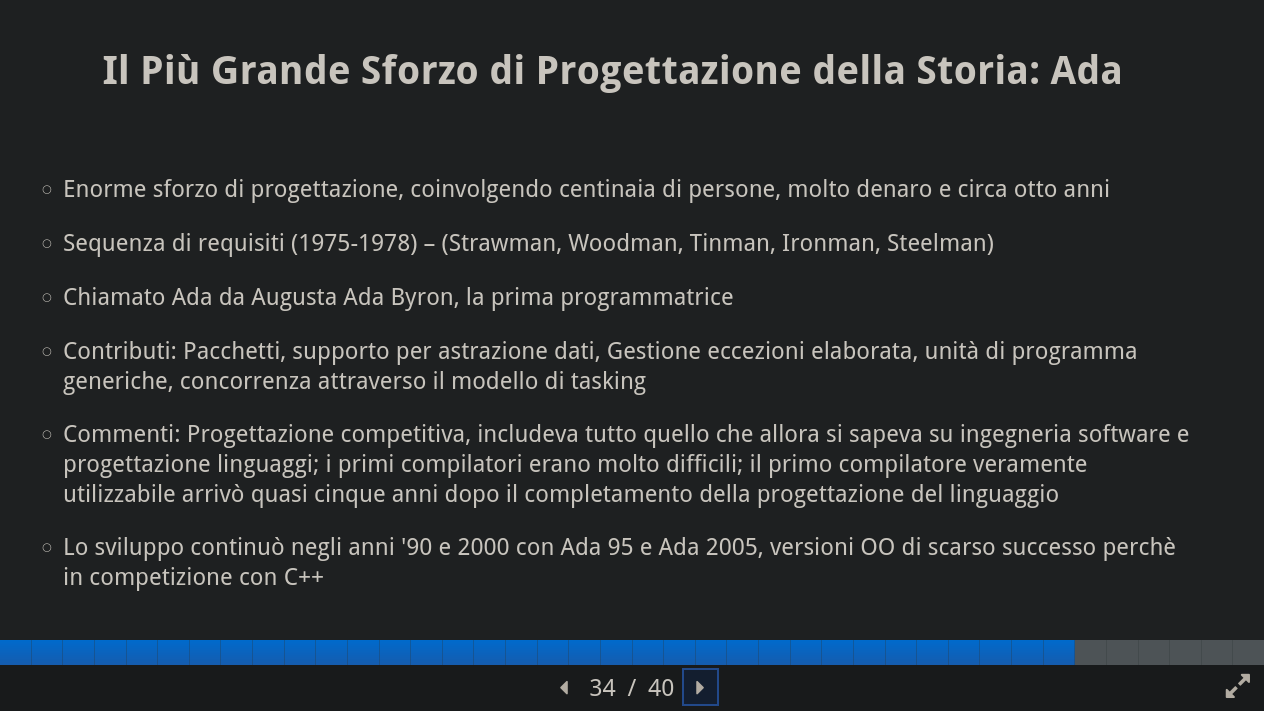 Il Più Grande Sforzo di Progettazione della Storia: Ada
○ Enorme sforzo di progettazione, coinvolgendo centinaia di persone, molto denaro e circa otto anni
○ Sequenza di requisiti (1975-1978) – (Strawman, Woodman, Tinman, Ironman, Steelman)
○ Chiamato Ada da Augusta Ada Byron, la prima programmatrice
○ Contributi: Pacchetti, supporto per astrazione dati, Gestione eccezioni elaborata, unità di programma
generiche, concorrenza attraverso il modello di tasking
○ Commenti: Progettazione competitiva, includeva tutto quello che allora si sapeva su ingegneria software e
progettazione linguaggi; i primi compilatori erano molto difficili; il primo compilatore veramente
utilizzabile arrivò quasi cinque anni dopo il completamento della progettazione del linguaggio
○ Lo sviluppo continuò negli anni '90 e 2000 con Ada 95 e Ada 2005, versioni OO di scarso successo perchè
in competizione con C++
34 / 40